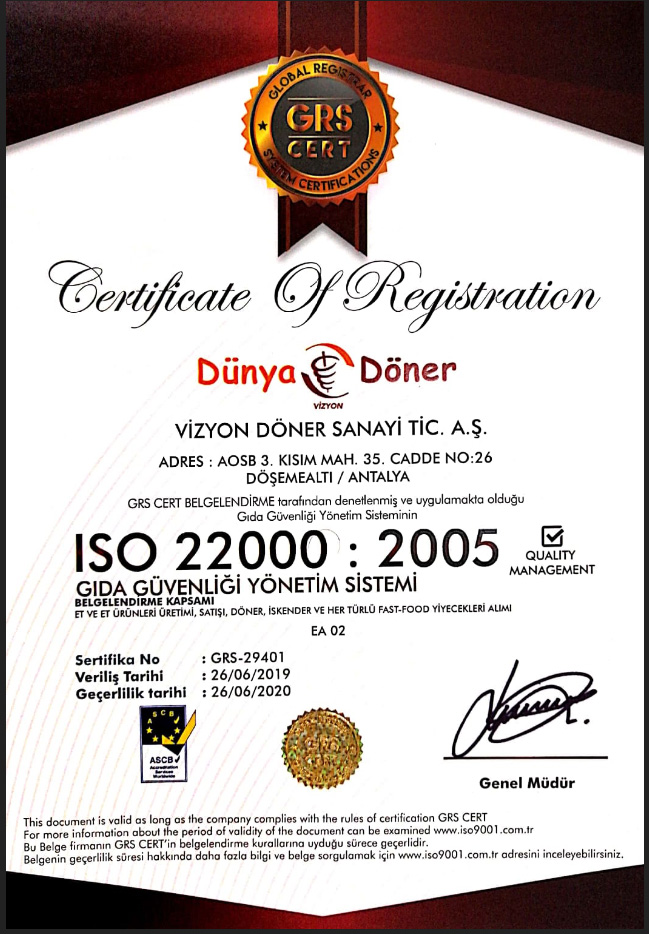 GLOBAL REGISTRAR
GRS
CERT
SYSTEM CERTIFICATIONS
Certificate Of Registration
Dünya Döner
VİZYON
VİZYON DÖNER SANAYİ TİC. A.Ş.
ADRES : AOSB 3. KISIM MAH. 35. CADDE NO:26
DÖŞEMEALTI / ANTALYA
GRS CERT BELGELENDİRME tarafından denetlenmiş ve uygulamakta olduğu
Gıda Güvenliği Yönetim Sisteminin
ISO 22000 : 2005
QUALITY
MANAGEMENT
GIDA GÜVENLİĞİ YÖNETİM SİSTEMİ
BELGELENDİRME KAPSAMI
ET VE ET ÜRÜNLERİ ÜRETİMİ, SATIŞI, DÖNER, İSKENDER VE HER TÜRLÜ FAST-FOOD YİYECEKLERİ ALIMI
EA 02
Sertifika No : GRS-29401
Veriliş Tarihi : 26/06/2019
Geçerlilik tarihi : 26/06/2020
ASCB
ASCB
Accreditation
Services
Worldwide
GRS
Genel Müdür
This document is valid as long as the company complies with the rules of certification GRS CERT
For more information about the period of validity of the document can be examined www.iso9001.com.tr
Bu Belge firmanın GRS CERT'in belgelendirme kurallarına uyduğu sürece geçerlidir.
Belgenin geçerlilik süresi hakkında daha fazla bilgi ve belge sorgulamak için www.iso9001.com.tr adresini inceleyebilirsiniz.